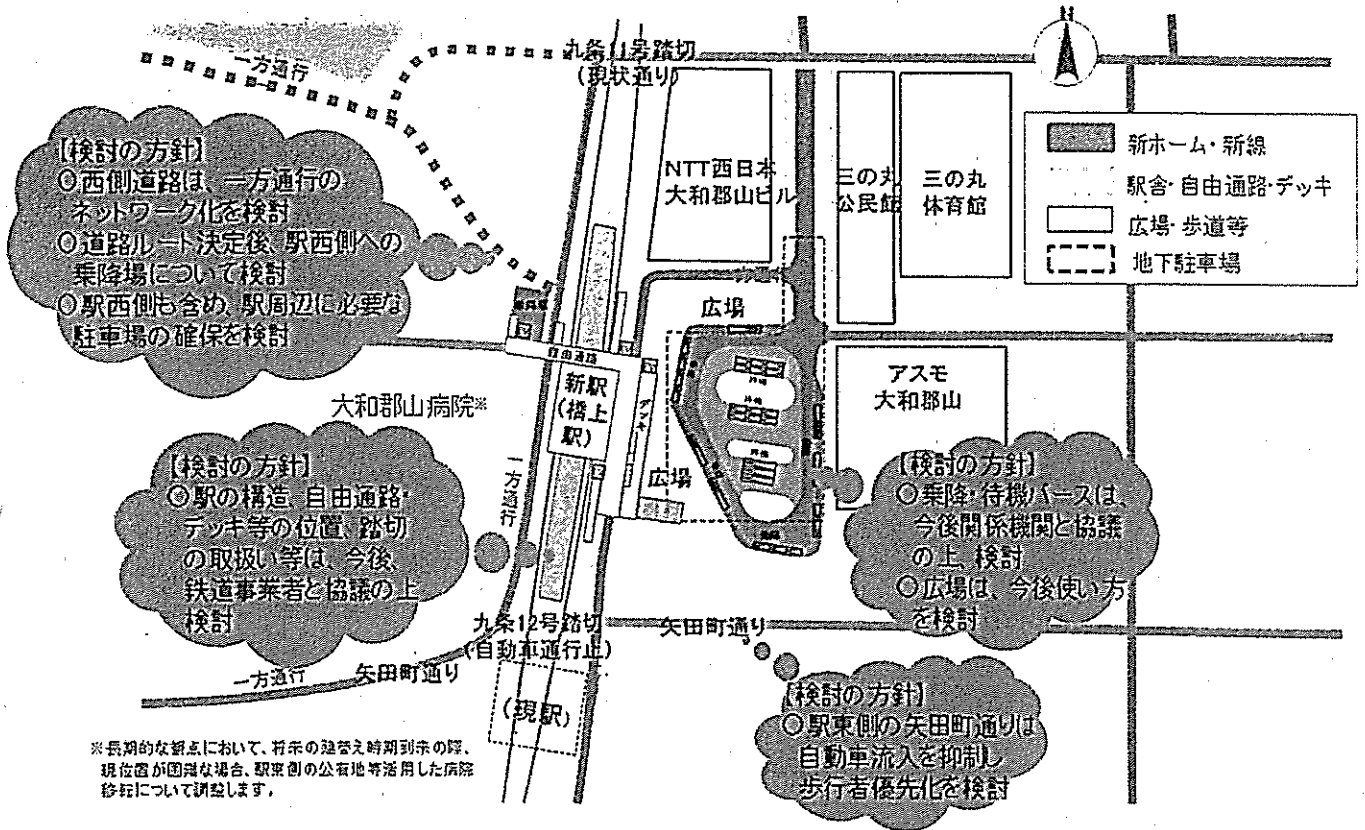 N
九条11号踏切
(現状通り)
一方通行
【検討の方針】
○西側道路は、一方通行の
ネットワーク化を検討
○道路ルート決定後、駅西側への
乗降場について検討
○駅西側も含め、駅周辺に必要な
駐車場の確保を検討
NTT西日本
大和郡山ビル
三の丸
公民館
三の丸
体育館
新ホーム・新線
駅舎・自由通路・デッキ
広場・歩道等
地下駐車場
広場
自由通路
新駅
(橋上
駅)
デッキ
アスモ
大和郡山
大和郡山病院※
広場
一方通行
【検討の方針】
○駅の構造、自由通路・
デッキ等の位置、踏切
の取扱い等は、今後、
鉄道事業者と協議の上
検討
【検討の方針】
○乗降・待機バースは、
今後関係機関と協議
の上、検討
○広場は、今後使い方
を検討
九条12号踏切
(自動車通行止)
矢田町通り
一方通行
矢田町通り
(現駅)
【検討の方針】
○駅東側の矢田町通りは
自動車流入を抑制し
歩行者優先化を検討
※長期的な観点において、将来の建替え時期到来の際、
現位置が困難な場合、駅東側の公有地等活用した病院
移転について調整します。